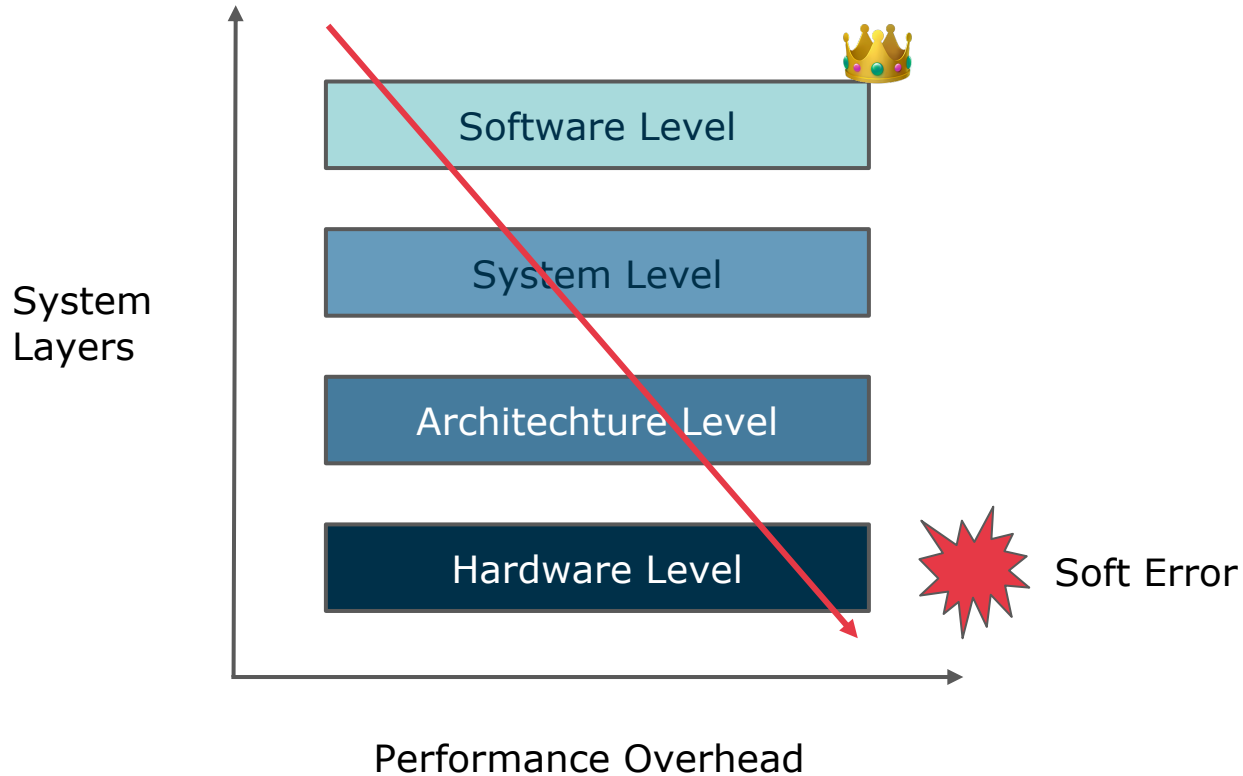 Software Level
System Level
System
Layers
Architechture Level
Hardware Level
Soft Error
Performance Overhead